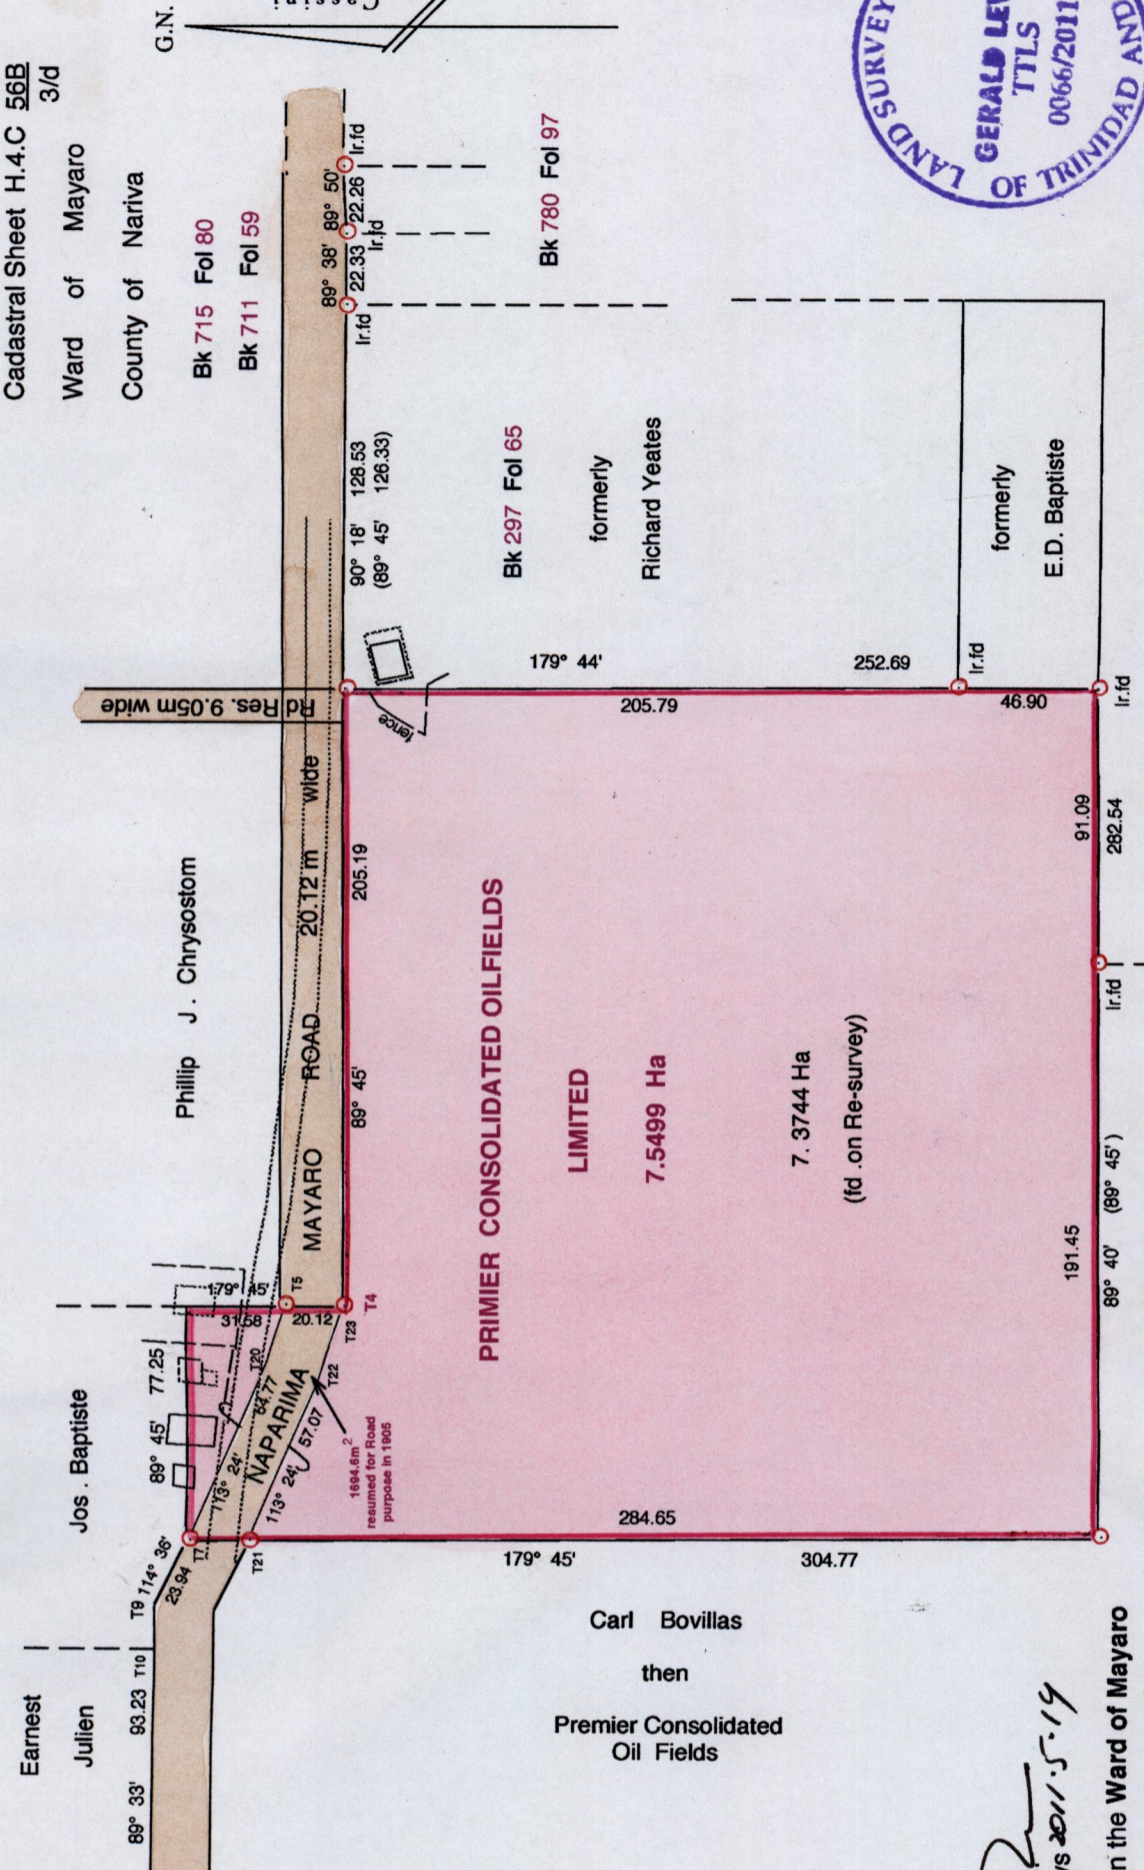 Cadastral Sheet H.4.C 56B
3/d
Ward of Mayaro
County of Nariva
Bk 715 Fol 80
Bk 711 Fol 59
G.N.
Cassini
LAND SURVEY
GERALD LEW
TTLS
0066/2011
OF TRINIDAD AND
Earnest
Julien
89° 33' 93.23 T10
T9 114° 36'
23.94
Jos . Baptiste
89° 45' 77.25
T7
T21
113° 24' 64.77
T20
NAPARIMA
113° 24' 57.07
T22
T23
T4
T5
179° 45'
31.58
20.12
1694.6m2
resumed for Road
purpose in 1905
Phillip J . Chrysostom
MAYARO ROAD 20.12 m wide
Rd Res. 9.05m wide
89° 45' 205.19
fence
90° 18' 128.53
(89° 45' 126.33)
89° 38' 89° 50'
22.33 22.26
Ir.fd
Ir.fd
Ir.fd
Bk 780 Fol 97
Bk 297 Fol 65
formerly
Richard Yeates
formerly
E.D. Baptiste
179° 44' 252.69
Ir.fd
205.79
46.90
Ir.fd
PRIMIER CONSOLIDATED OILFIELDS
LIMITED
7.5499 Ha
7. 3744 Ha
(fd .on Re-survey)
284.65
179° 45' 304.77
191.45
91.09
89° 40' (89° 45' )
Ir.fd
282.54
Carl Bovillas
then
Premier Consolidated
Oil Fields
s 2011.5.19
n the Ward of Mayaro